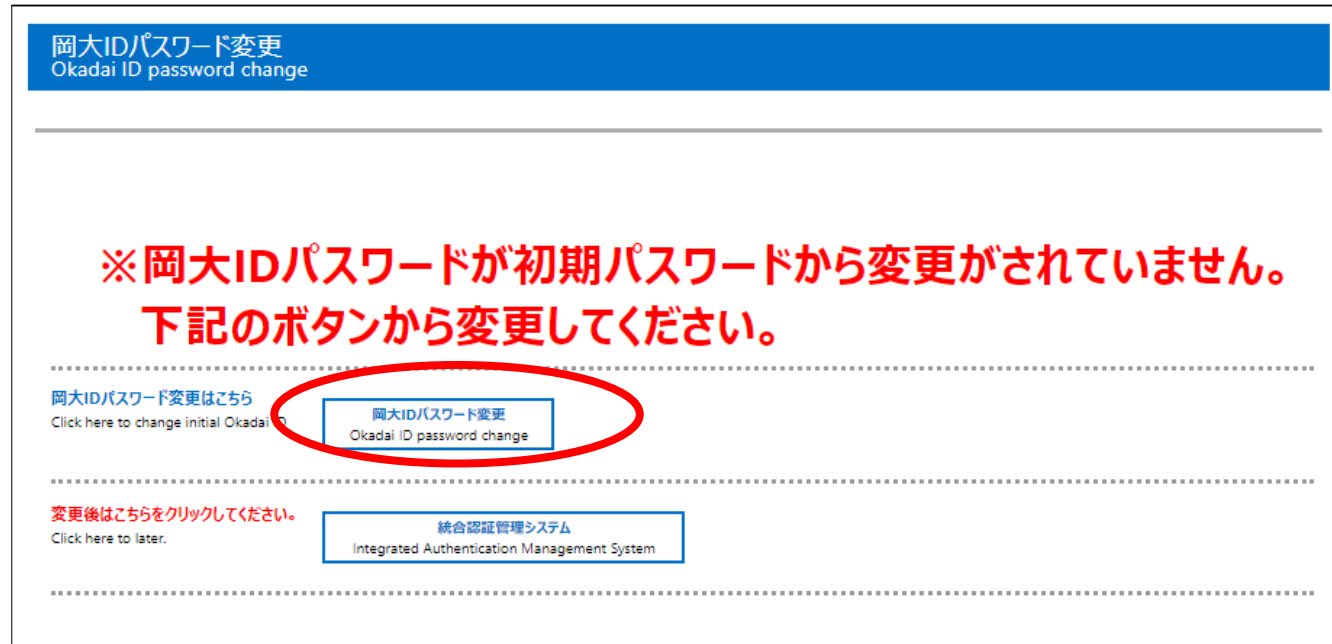 岡大IDパスワード変更
Okadai ID password change
※岡大IDパスワードが初期パスワードから変更がされていません。
下記のボタンから変更してください。
岡大IDパスワード変更はこちら
Click here to change initial Okadai ID
岡大IDパスワード変更
Okadai ID password change
変更後はこちらをクリックしてください。
Click here to later.
統合認証管理システム
Integrated Authentication Management System